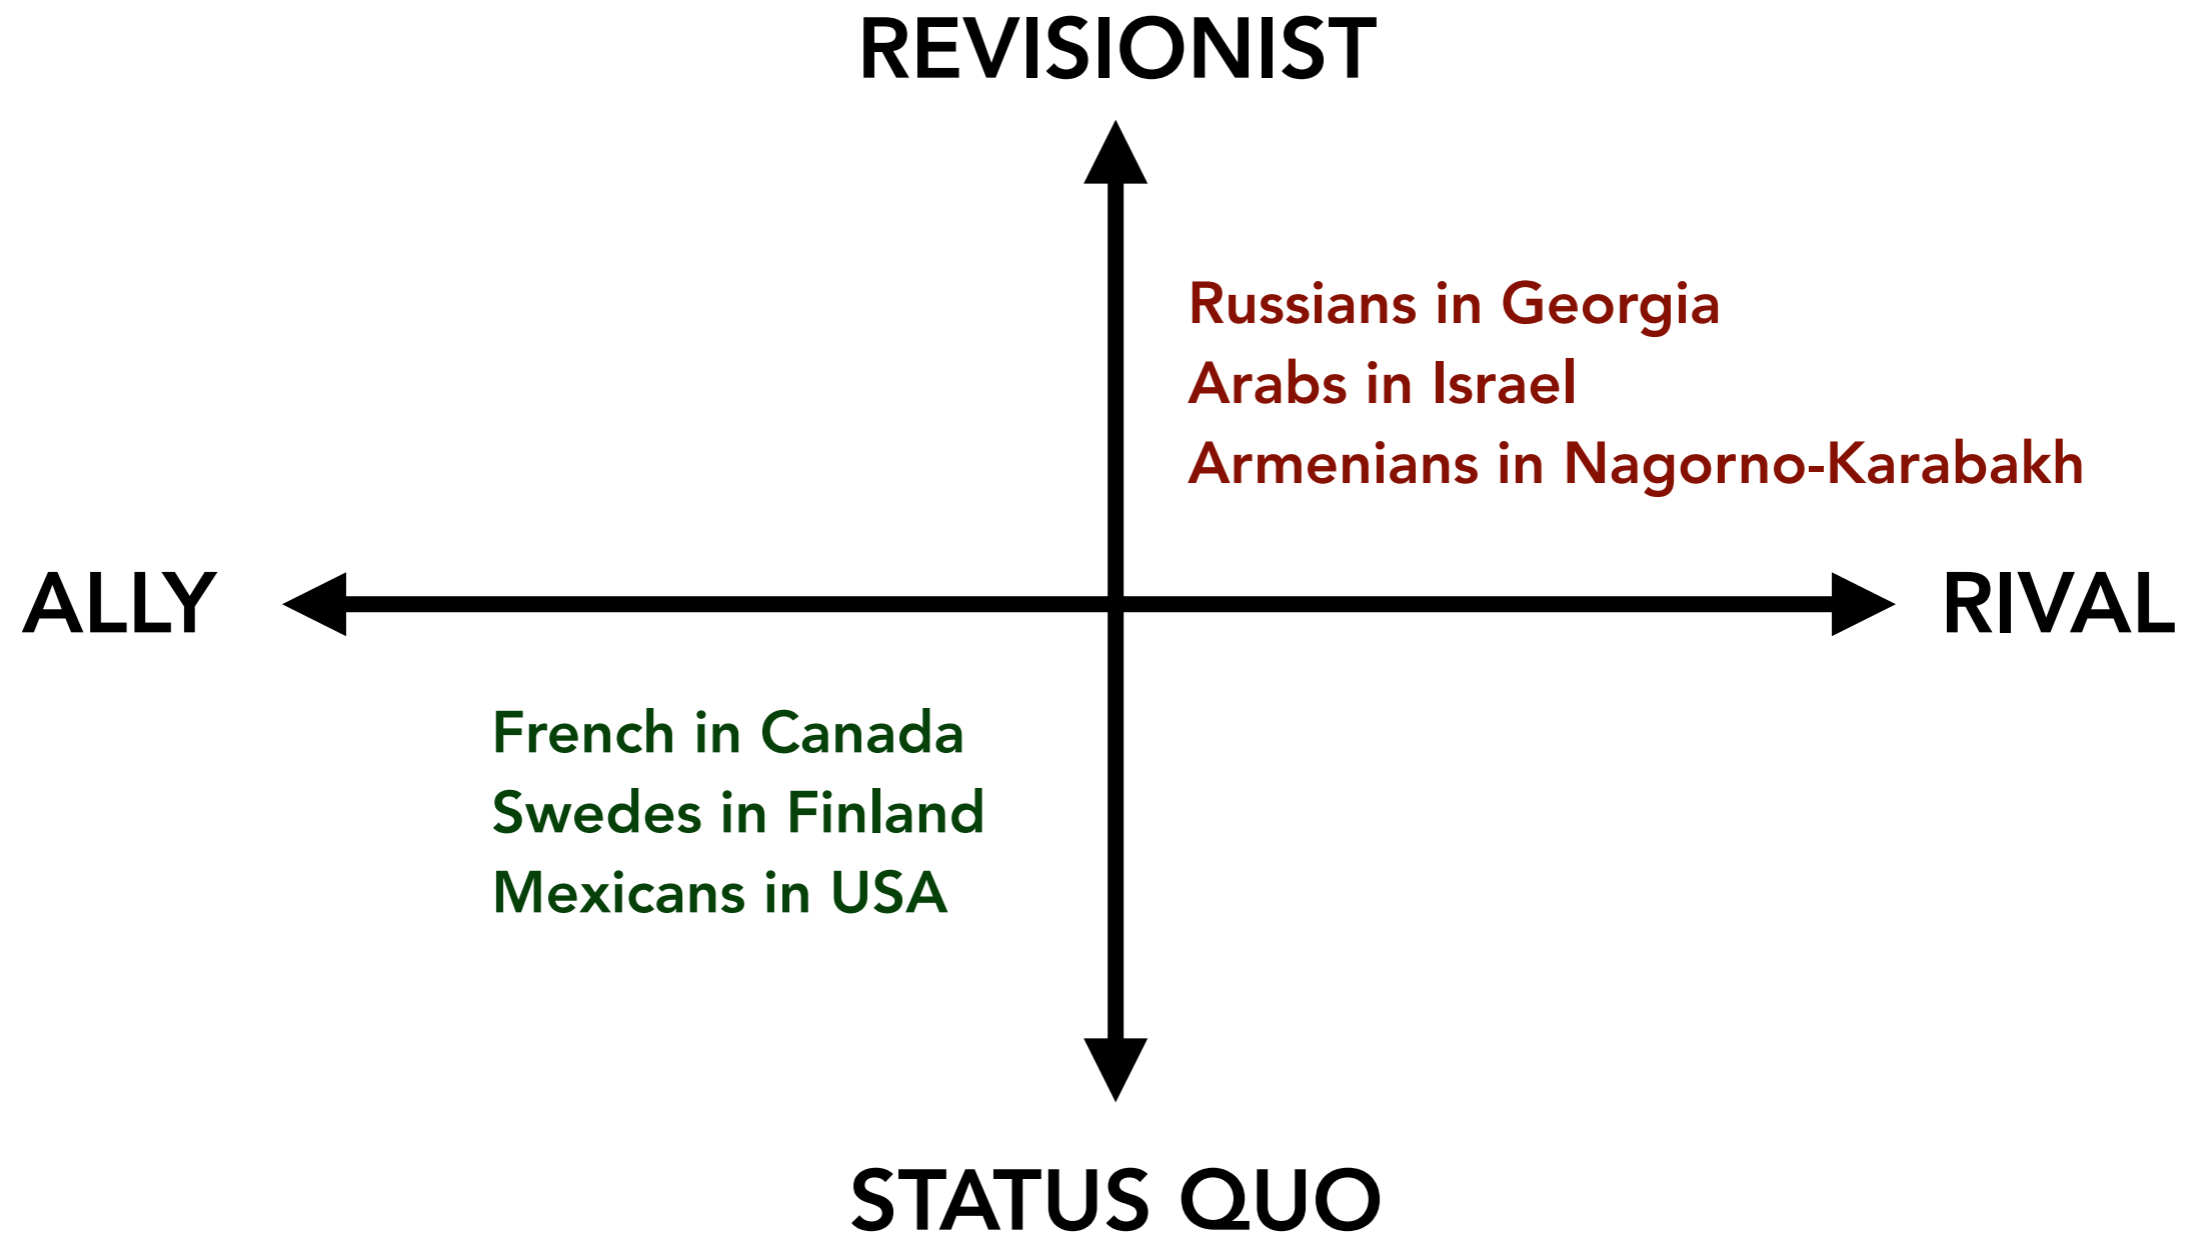 REVISIONIST
Russians in Georgia
Arabs in Israel
Armenians in Nagorno-Karabakh
ALLY
RIVAL
French in Canada
Swedes in Finland
Mexicans in USA
STATUS QUO